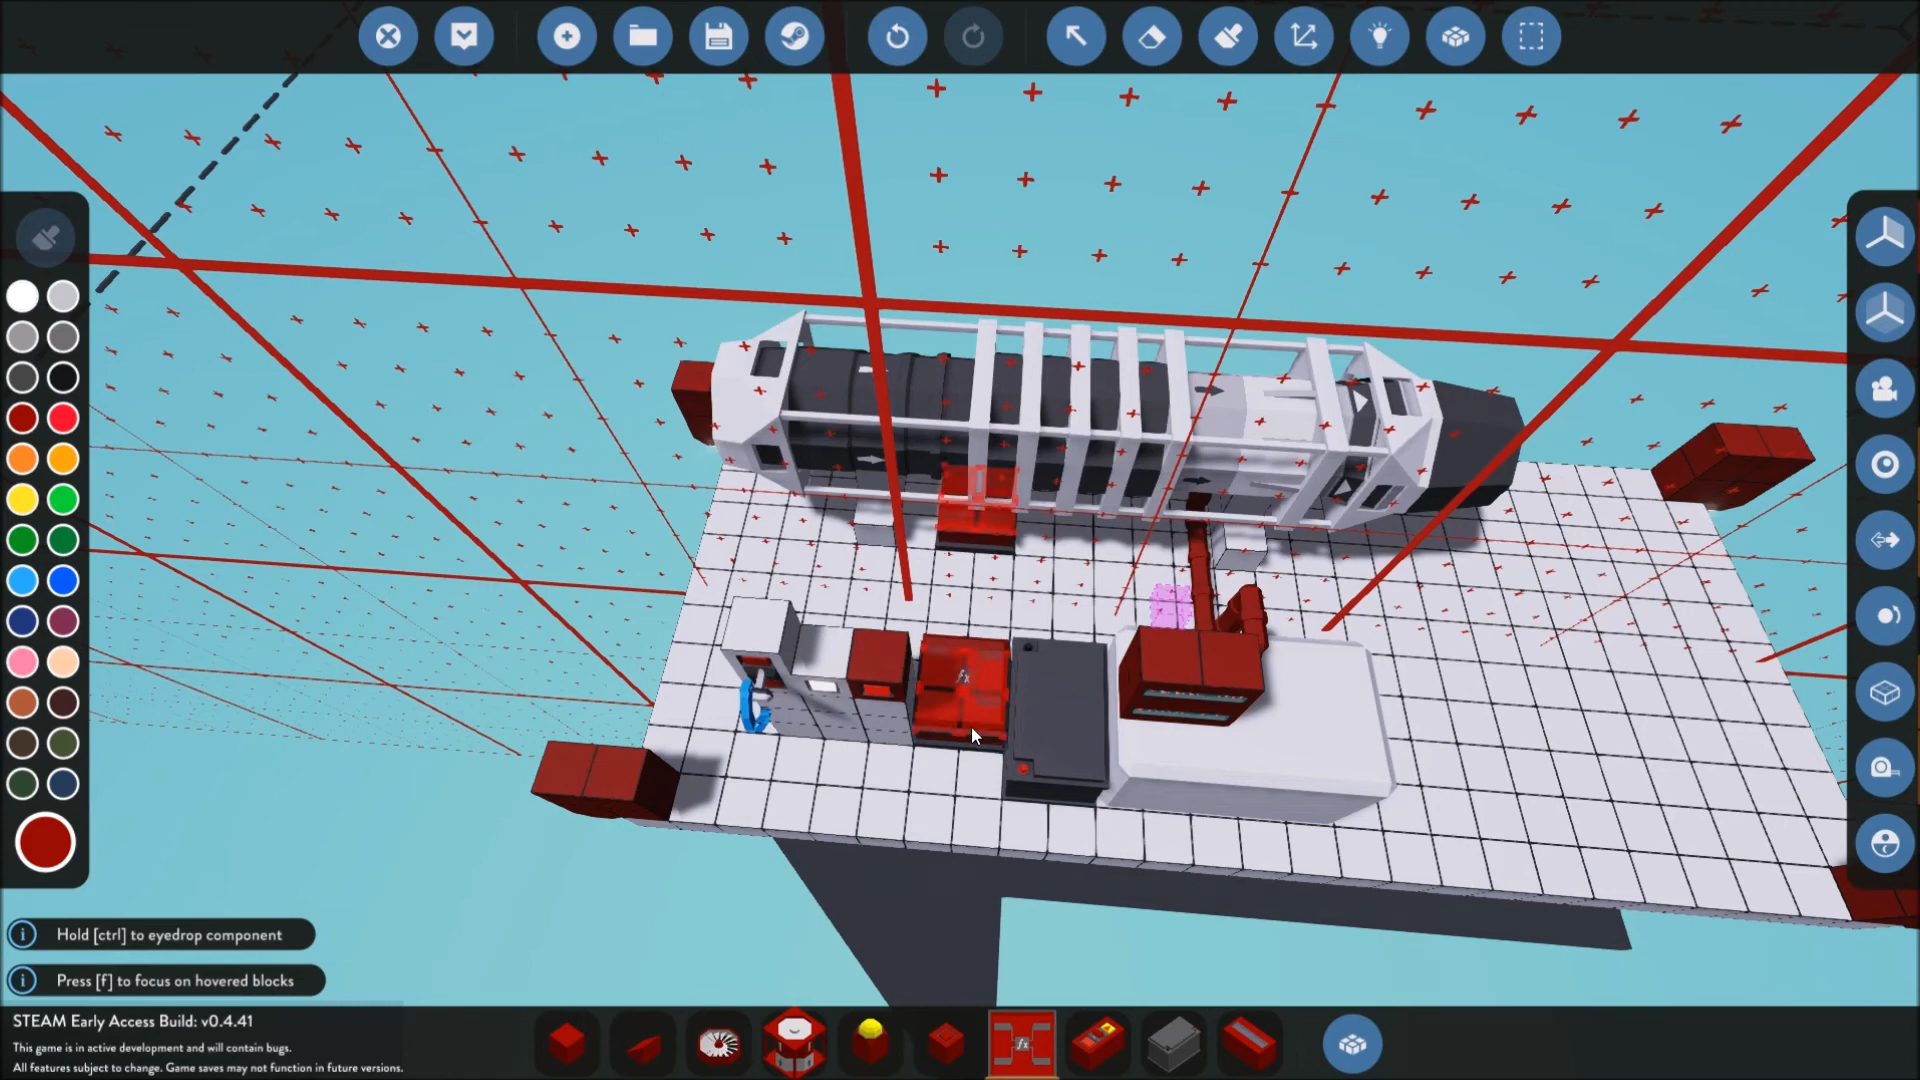 Hold [ctrl] to eyedrop component
Press [f] to focus on hovered blocks
STEAM Early Access Build: v0.4.41
This game is in active development and will contain bugs.
All features subject to change. Game saves may not function in future versions.
fx
fx